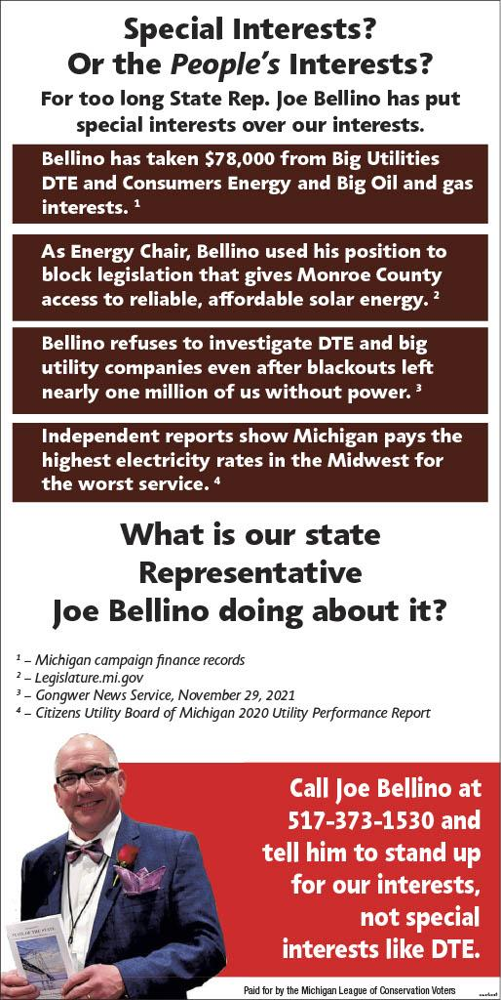 Special Interests?
Or the People's Interests?
For too long State Rep. Joe Bellino has put
special interests over our interests.
Bellino has taken $78,000 from Big Utilities
DTE and Consumers Energy and Big Oil and gas
interests. ¹
As Energy Chair, Bellino used his position to
block legislation that gives Monroe County
access to reliable, affordable solar energy. ²
Bellino refuses to investigate DTE and big
utility companies even after blackouts left
nearly one million of us without power. ³
Independent reports show Michigan pays the
highest electricity rates in the Midwest for
the worst service. ⁴
What is our state
Representative
Joe Bellino doing about it?
¹ – Michigan campaign finance records
² – Legislature.mi.gov
³ – Gongwer News Service, November 29, 2021
⁴ – Citizens Utility Board of Michigan 2020 Utility Performance Report
Call Joe Bellino at
517-373-1530 and
tell him to stand up
for our interests,
not special
interests like DTE.
STATE OF THE STATE
Paid for by the Michigan League of Conservation Voters